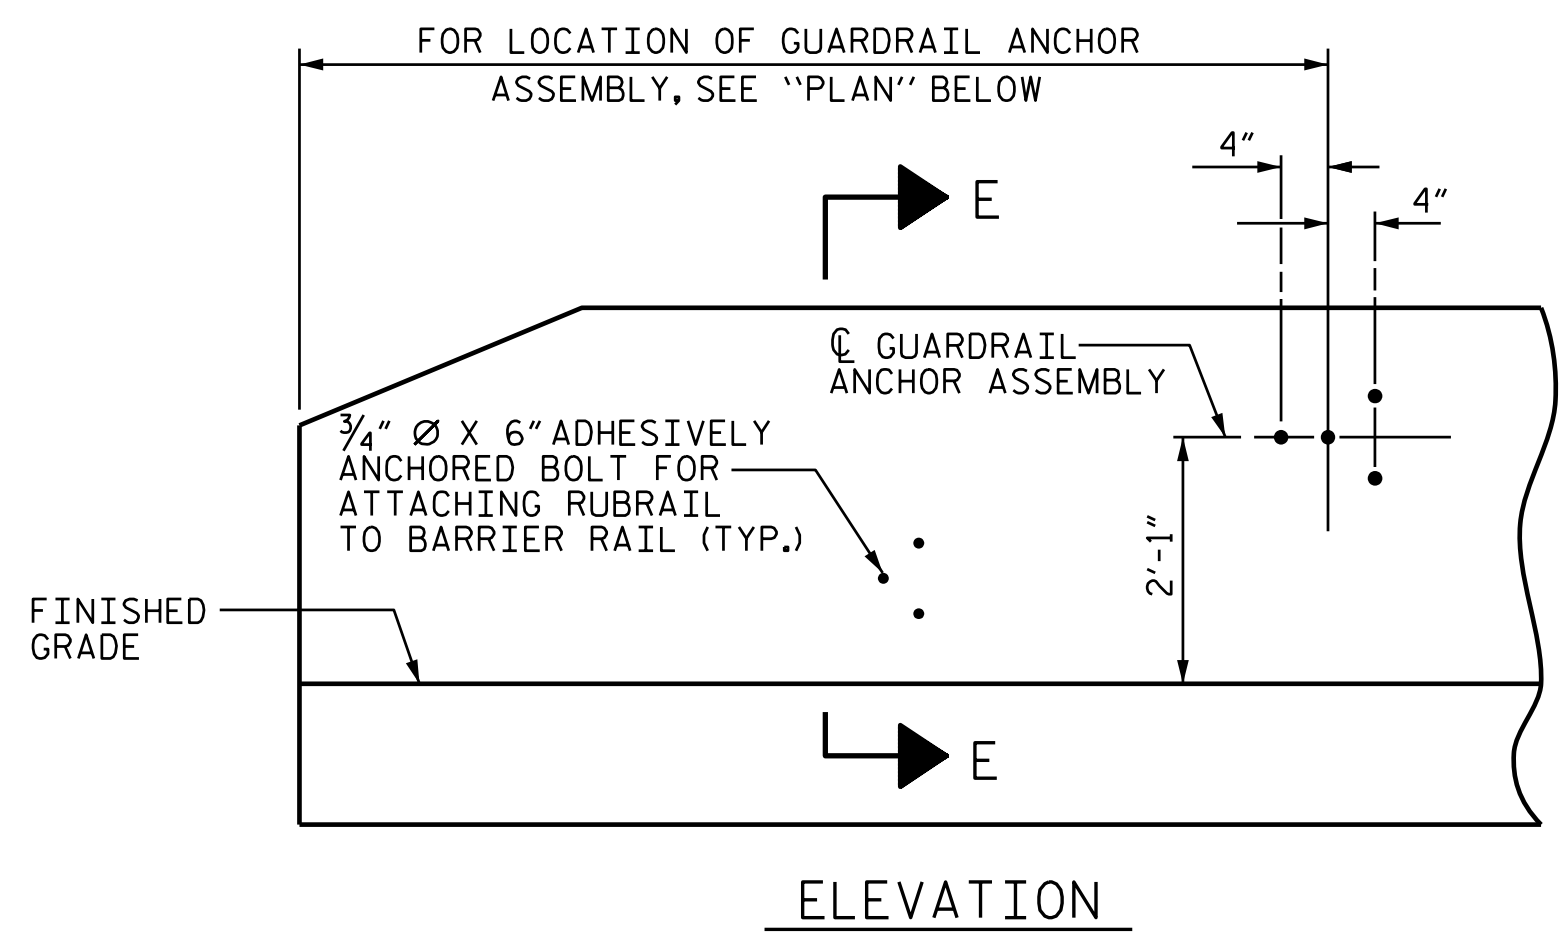 FOR LOCATION OF GUARDRAIL ANCHOR
ASSEMBLY, SEE "PLAN" BELOW
4"
E
4"
℄ GUARDRAIL
ANCHOR ASSEMBLY
3/4" Ø X 6" ADHESIVELY
ANCHORED BOLT FOR
ATTACHING RUBRAIL
TO BARRIER RAIL (TYP.)
2'-1"
FINISHED
GRADE
E
ELEVATION